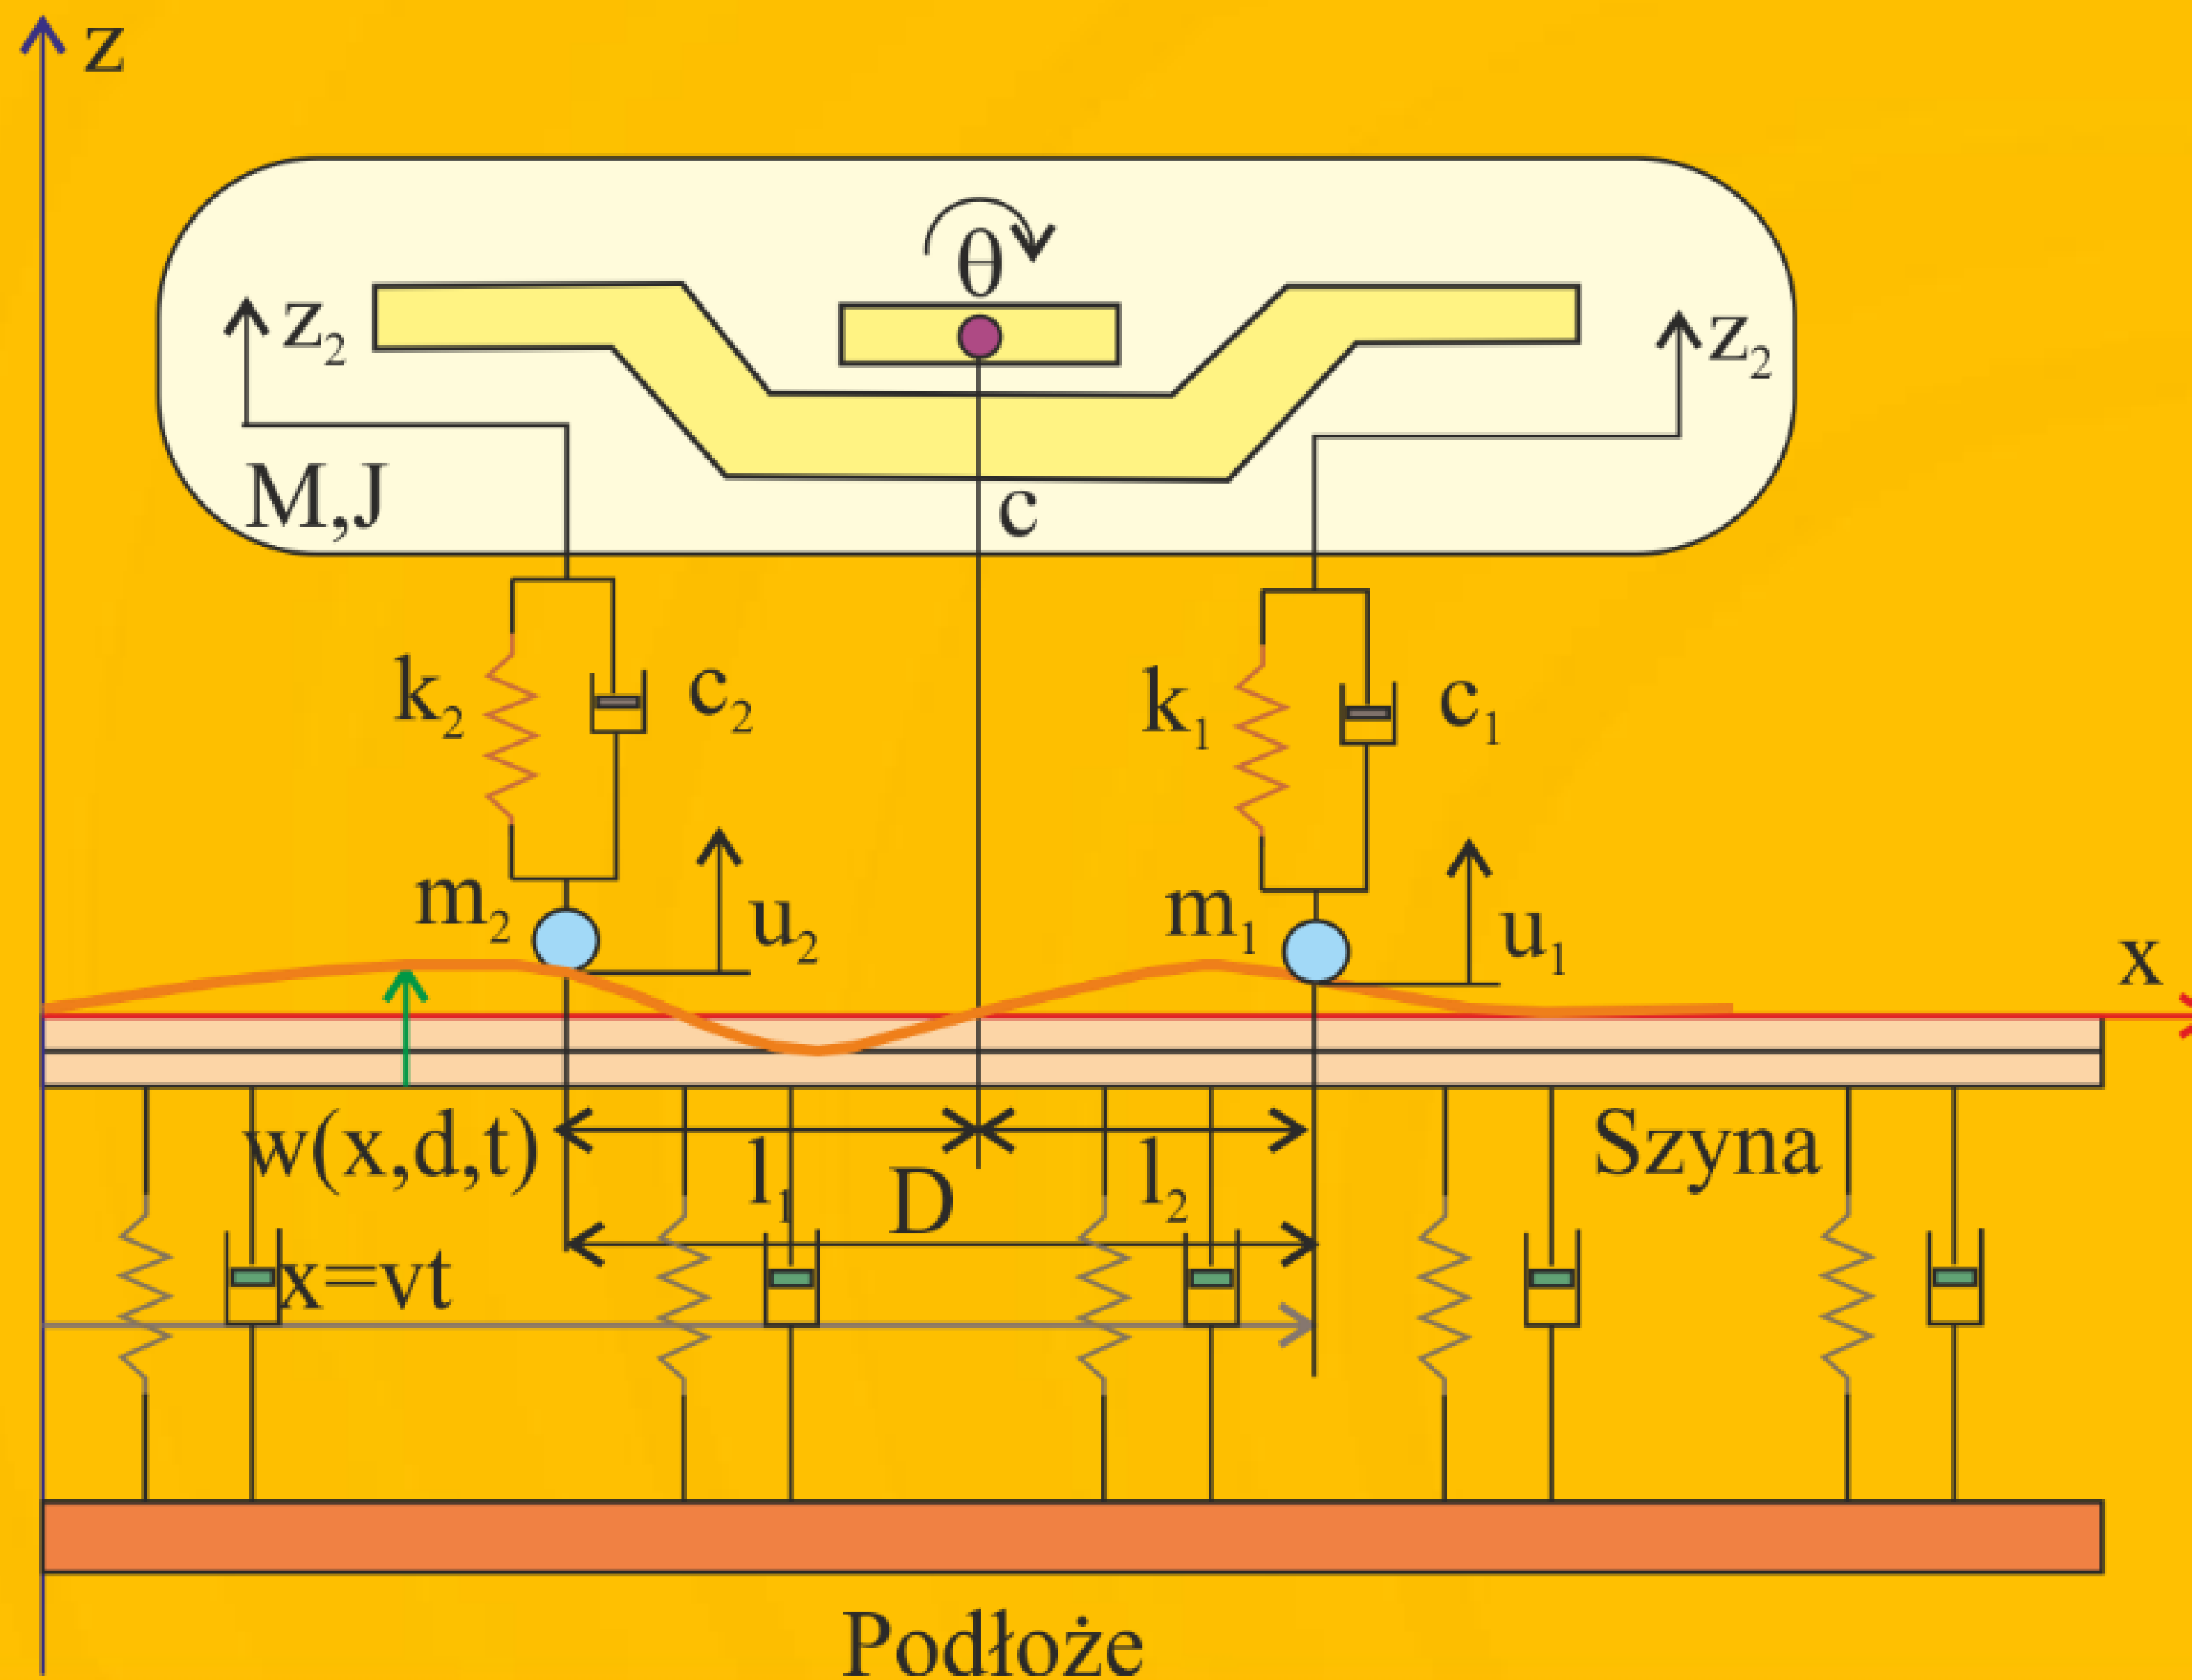 z
θ
z₂
z₂
M,J
c
k₂
c₂
k₁
c₁
m₂
u₂
m₁
u₁
x
w(x,d,t)
l₁
D
l₂
Szyna
x=vt
Podłoże